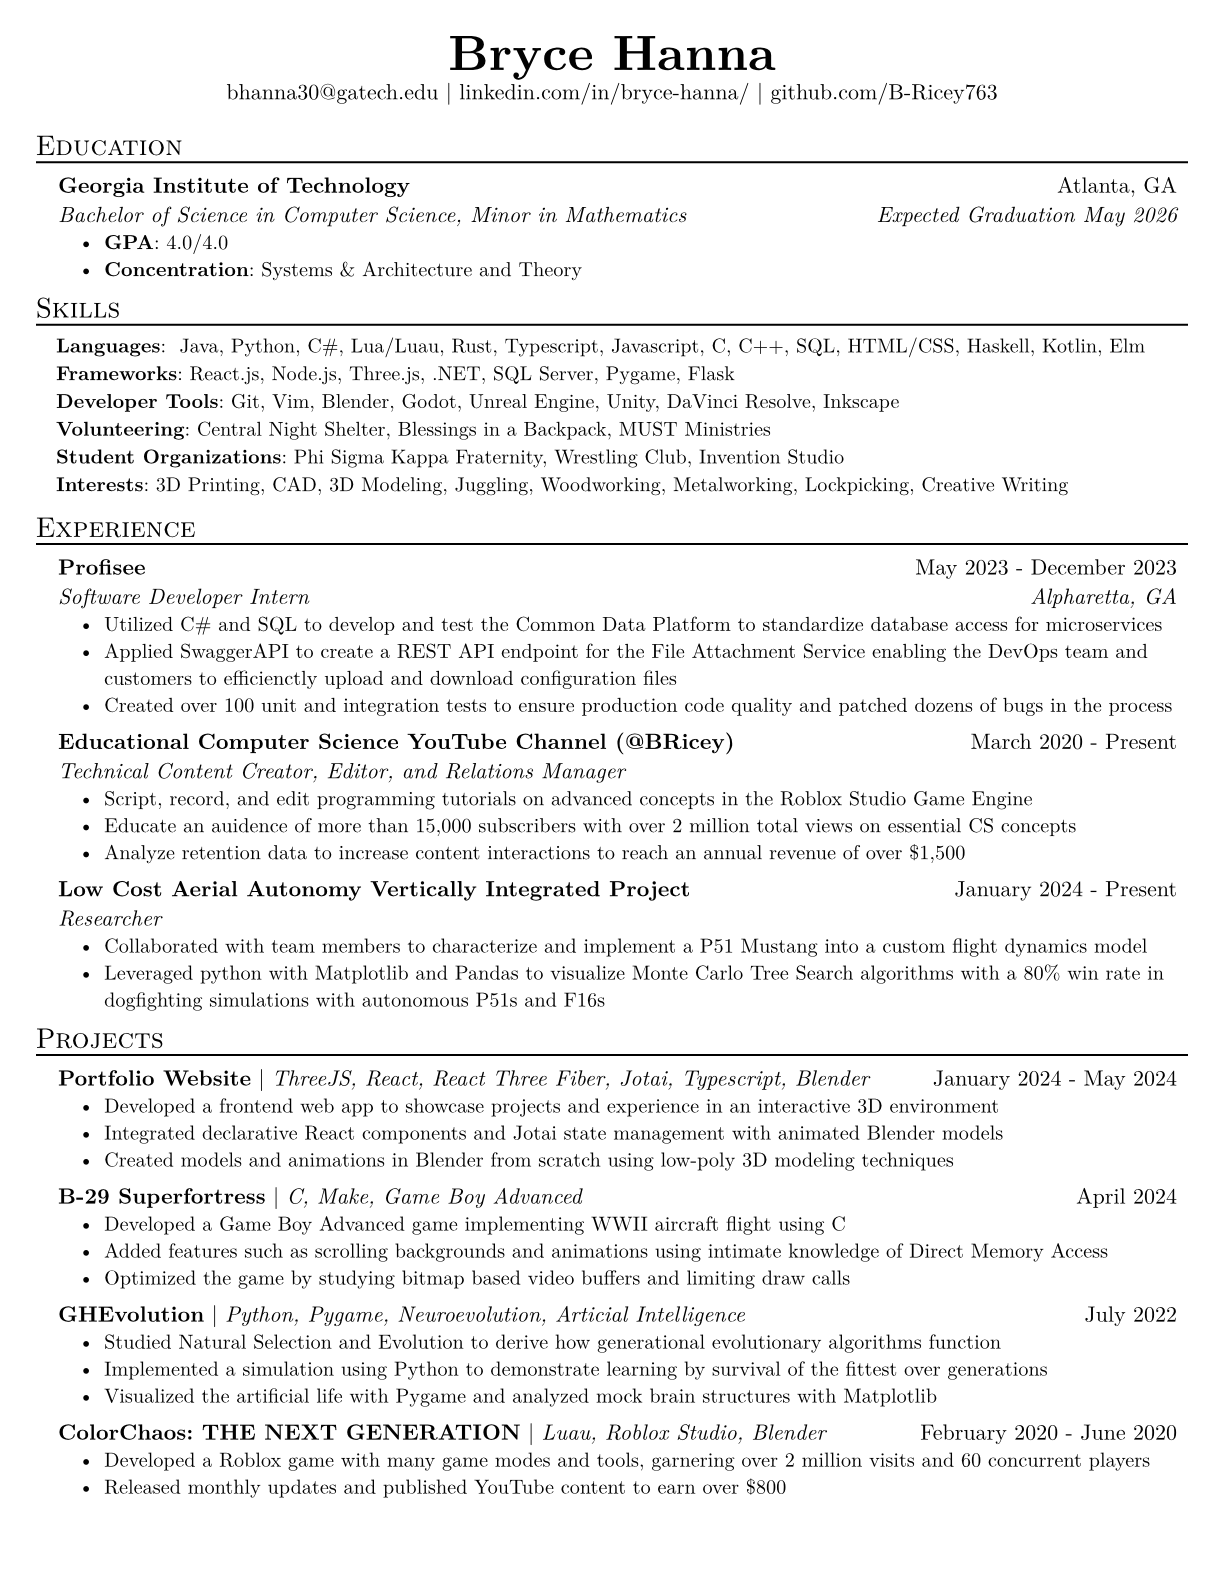 Bryce Hanna
bhanna30@gatech.edu | linkedin.com/in/bryce-hanna/ | github.com/B-Ricey763
Education
Georgia Institute of Technology Atlanta, GA
Bachelor of Science in Computer Science, Minor in Mathematics Expected Graduation May 2026
• GPA: 4.0/4.0
• Concentration: Systems & Architecture and Theory
Skills
Languages: Java, Python, C#, Lua/Luau, Rust, Typescript, Javascript, C, C++, SQL, HTML/CSS, Haskell, Kotlin, Elm
Frameworks: React.js, Node.js, Three.js, .NET, SQL Server, Pygame, Flask
Developer Tools: Git, Vim, Blender, Godot, Unreal Engine, Unity, DaVinci Resolve, Inkscape
Volunteering: Central Night Shelter, Blessings in a Backpack, MUST Ministries
Student Organizations: Phi Sigma Kappa Fraternity, Wrestling Club, Invention Studio
Interests: 3D Printing, CAD, 3D Modeling, Juggling, Woodworking, Metalworking, Lockpicking, Creative Writing
Experience
Profisee May 2023 - December 2023
Software Developer Intern Alpharetta, GA
• Utilized C# and SQL to develop and test the Common Data Platform to standardize database access for microservices
• Applied SwaggerAPI to create a REST API endpoint for the File Attachment Service enabling the DevOps team and
customers to efficienctly upload and download configuration files
• Created over 100 unit and integration tests to ensure production code quality and patched dozens of bugs in the process
Educational Computer Science YouTube Channel (@BRicey) March 2020 - Present
Technical Content Creator, Editor, and Relations Manager
• Script, record, and edit programming tutorials on advanced concepts in the Roblox Studio Game Engine
• Educate an auidence of more than 15,000 subscribers with over 2 million total views on essential CS concepts
• Analyze retention data to increase content interactions to reach an annual revenue of over $1,500
Low Cost Aerial Autonomy Vertically Integrated Project January 2024 - Present
Researcher
• Collaborated with team members to characterize and implement a P51 Mustang into a custom flight dynamics model
• Leveraged python with Matplotlib and Pandas to visualize Monte Carlo Tree Search algorithms with a 80% win rate in
dogfighting simulations with autonomous P51s and F16s
Projects
Portfolio Website | ThreeJS, React, React Three Fiber, Jotai, Typescript, Blender January 2024 - May 2024
• Developed a frontend web app to showcase projects and experience in an interactive 3D environment
• Integrated declarative React components and Jotai state management with animated Blender models
• Created models and animations in Blender from scratch using low-poly 3D modeling techniques
B-29 Superfortress | C, Make, Game Boy Advanced April 2024
• Developed a Game Boy Advanced game implementing WWII aircraft flight using C
• Added features such as scrolling backgrounds and animations using intimate knowledge of Direct Memory Access
• Optimized the game by studying bitmap based video buffers and limiting draw calls
GHEvolution | Python, Pygame, Neuroevolution, Articial Intelligence July 2022
• Studied Natural Selection and Evolution to derive how generational evolutionary algorithms function
• Implemented a simulation using Python to demonstrate learning by survival of the fittest over generations
• Visualized the artificial life with Pygame and analyzed mock brain structures with Matplotlib
ColorChaos: THE NEXT GENERATION | Luau, Roblox Studio, Blender February 2020 - June 2020
• Developed a Roblox game with many game modes and tools, garnering over 2 million visits and 60 concurrent players
• Released monthly updates and published YouTube content to earn over $800